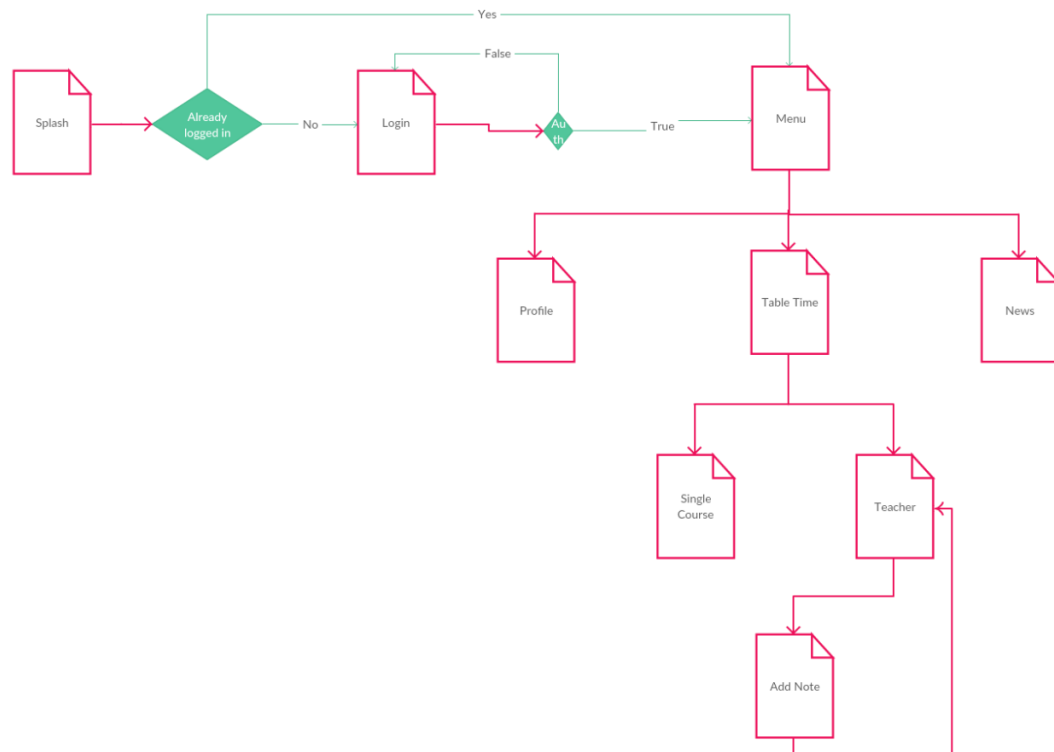 Yes
False
Splash
Already
logged in
No
Login
Au
th
True
Menu
Profile
Table Time
News
Single
Course
Teacher
Add Note